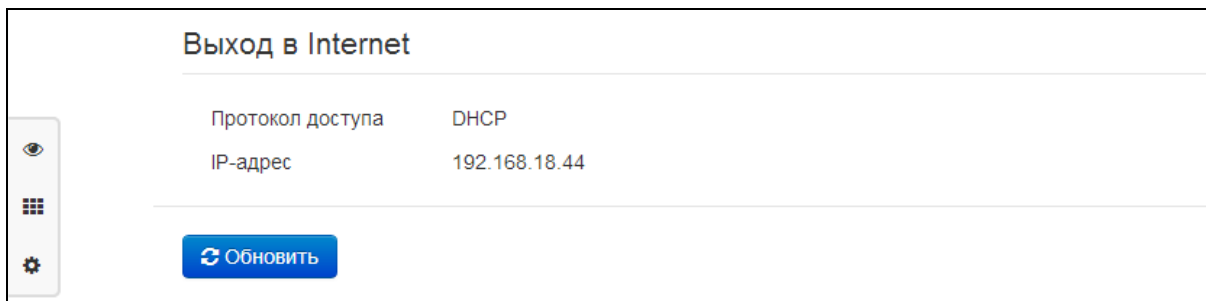 Выход в Internet
Протокол доступа DHCP
IP-адрес 192.168.18.44
Обновить